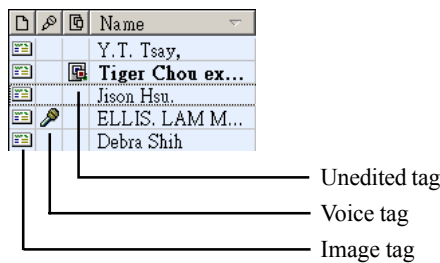 Name
Y.T. Tsay,
Tiger Chou ex...
Jison Hsu.
ELLIS. LAM M...
Debra Shih
Unedited tag
Voice tag
Image tag